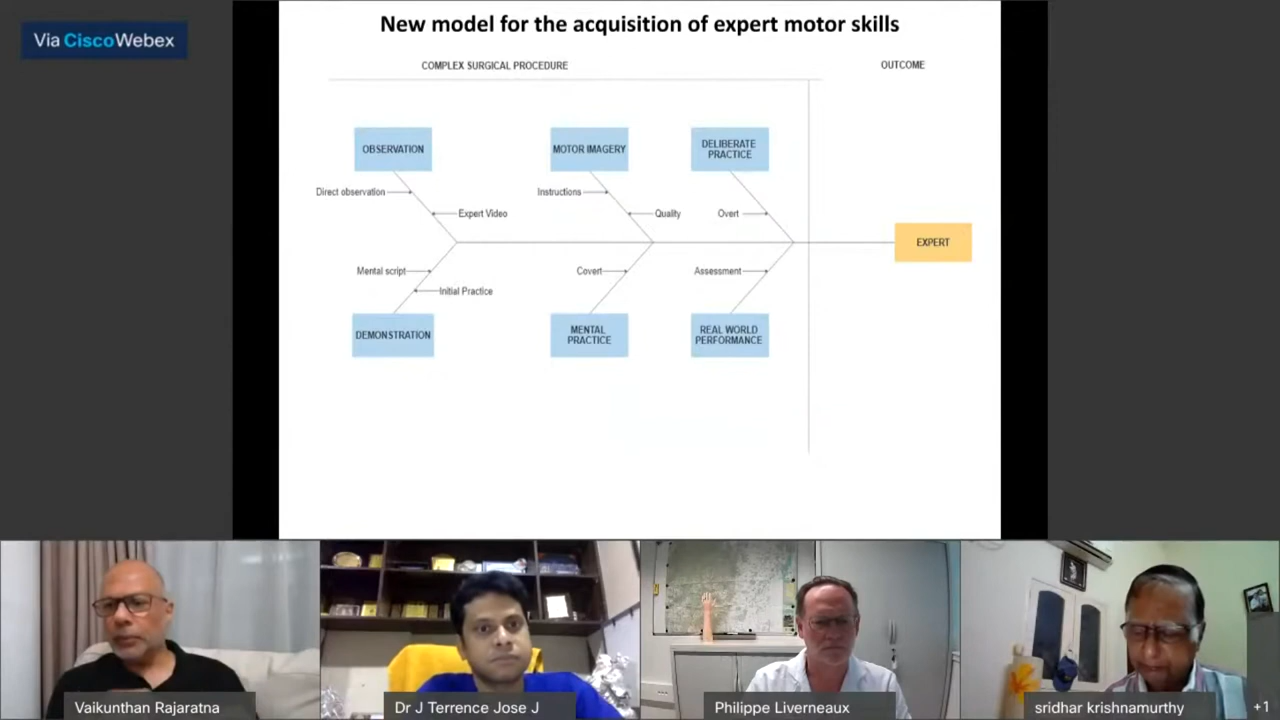 Via CiscoWebex
New model for the acquisition of expert motor skills
COMPLEX SURGICAL PROCEDURE
OUTCOME
OBSERVATION
MOTOR IMAGERY
DELIBERATE
PRACTICE
Direct observation
Expert Video
Instructions
Quality
Overt
EXPERT
Mental script
Initial Practice
Covert
Assessment
DEMONSTRATION
MENTAL
PRACTICE
REAL WORLD
PERFORMANCE
Vaikunthan Rajaratna
Dr J Terrence Jose J
Philippe Liverneaux
sridhar krishnamurthy
+1